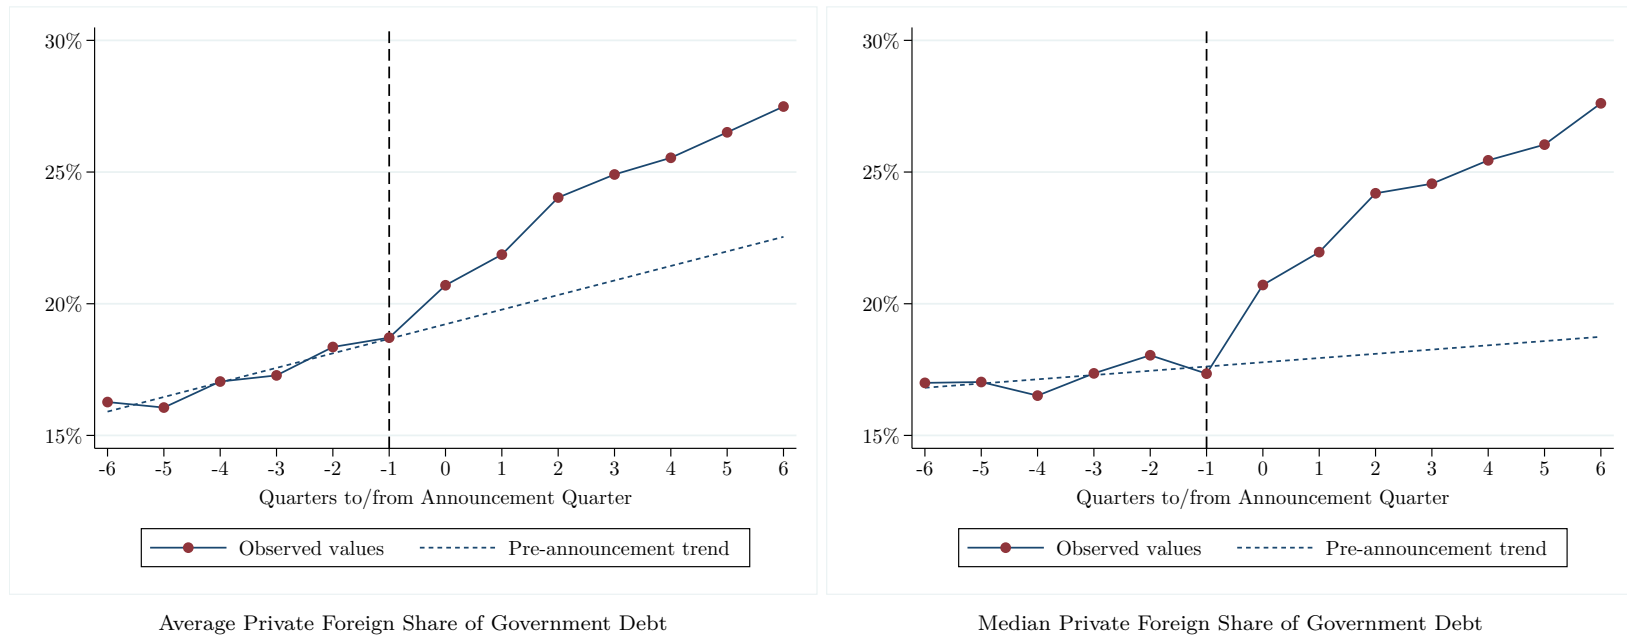 30%
25%
20%
15%
-6 -5 -4 -3 -2 -1 0 1 2 3 4 5 6
Quarters to/from Announcement Quarter
Observed values Pre-announcement trend
Average Private Foreign Share of Government Debt
30%
25%
20%
15%
-6 -5 -4 -3 -2 -1 0 1 2 3 4 5 6
Quarters to/from Announcement Quarter
Observed values Pre-announcement trend
Median Private Foreign Share of Government Debt